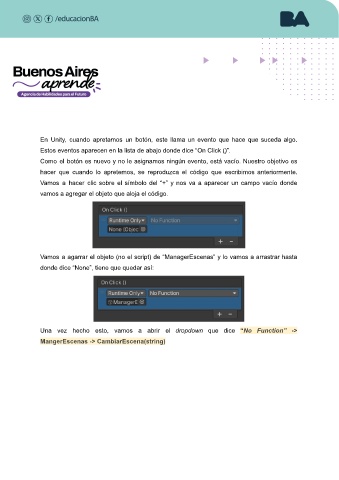 /educacionBA
BA
Buenos Aires
aprende
Agencia de Habilidades para el Futuro
En Unity, cuando apretamos un botón, este llama un evento que hace que suceda algo.
Estos eventos aparecen en la lista de abajo donde dice "On Click ()".
Como el botón es nuevo y no le asignamos ningún evento, está vacío. Nuestro objetivo es
hacer que cuando lo apretemos, se reproduzca el código que escribimos anteriormente.
Vamos a hacer clic sobre el símbolo del "+" y nos va a aparecer un campo vacío donde
vamos a agregar el objeto que aloja el código.
On Click ()
Runtime Only No Function
None (Objec
+ -
Vamos a agarrar el objeto (no el script) de "ManagerEscenas" y lo vamos a arrastrar hasta
donde dice "None", tiene que quedar así:
On Click ()
Runtime Only No Function
ManagerE
+ -
Una vez hecho esto, vamos a abrir el dropdown que dice "No Function" ->
MangerEscenas -> CambiarEscena(string)